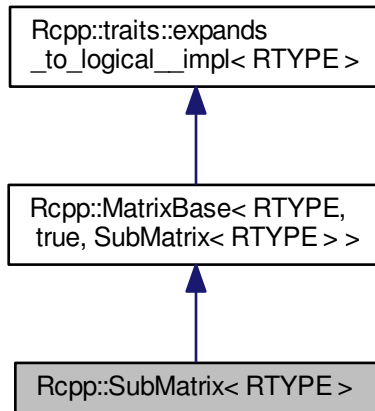 Rcpp::traits::expands
_to_logical__impl< RTYPE >
Rcpp::MatrixBase< RTYPE,
true, SubMatrix< RTYPE > >
Rcpp::SubMatrix< RTYPE >